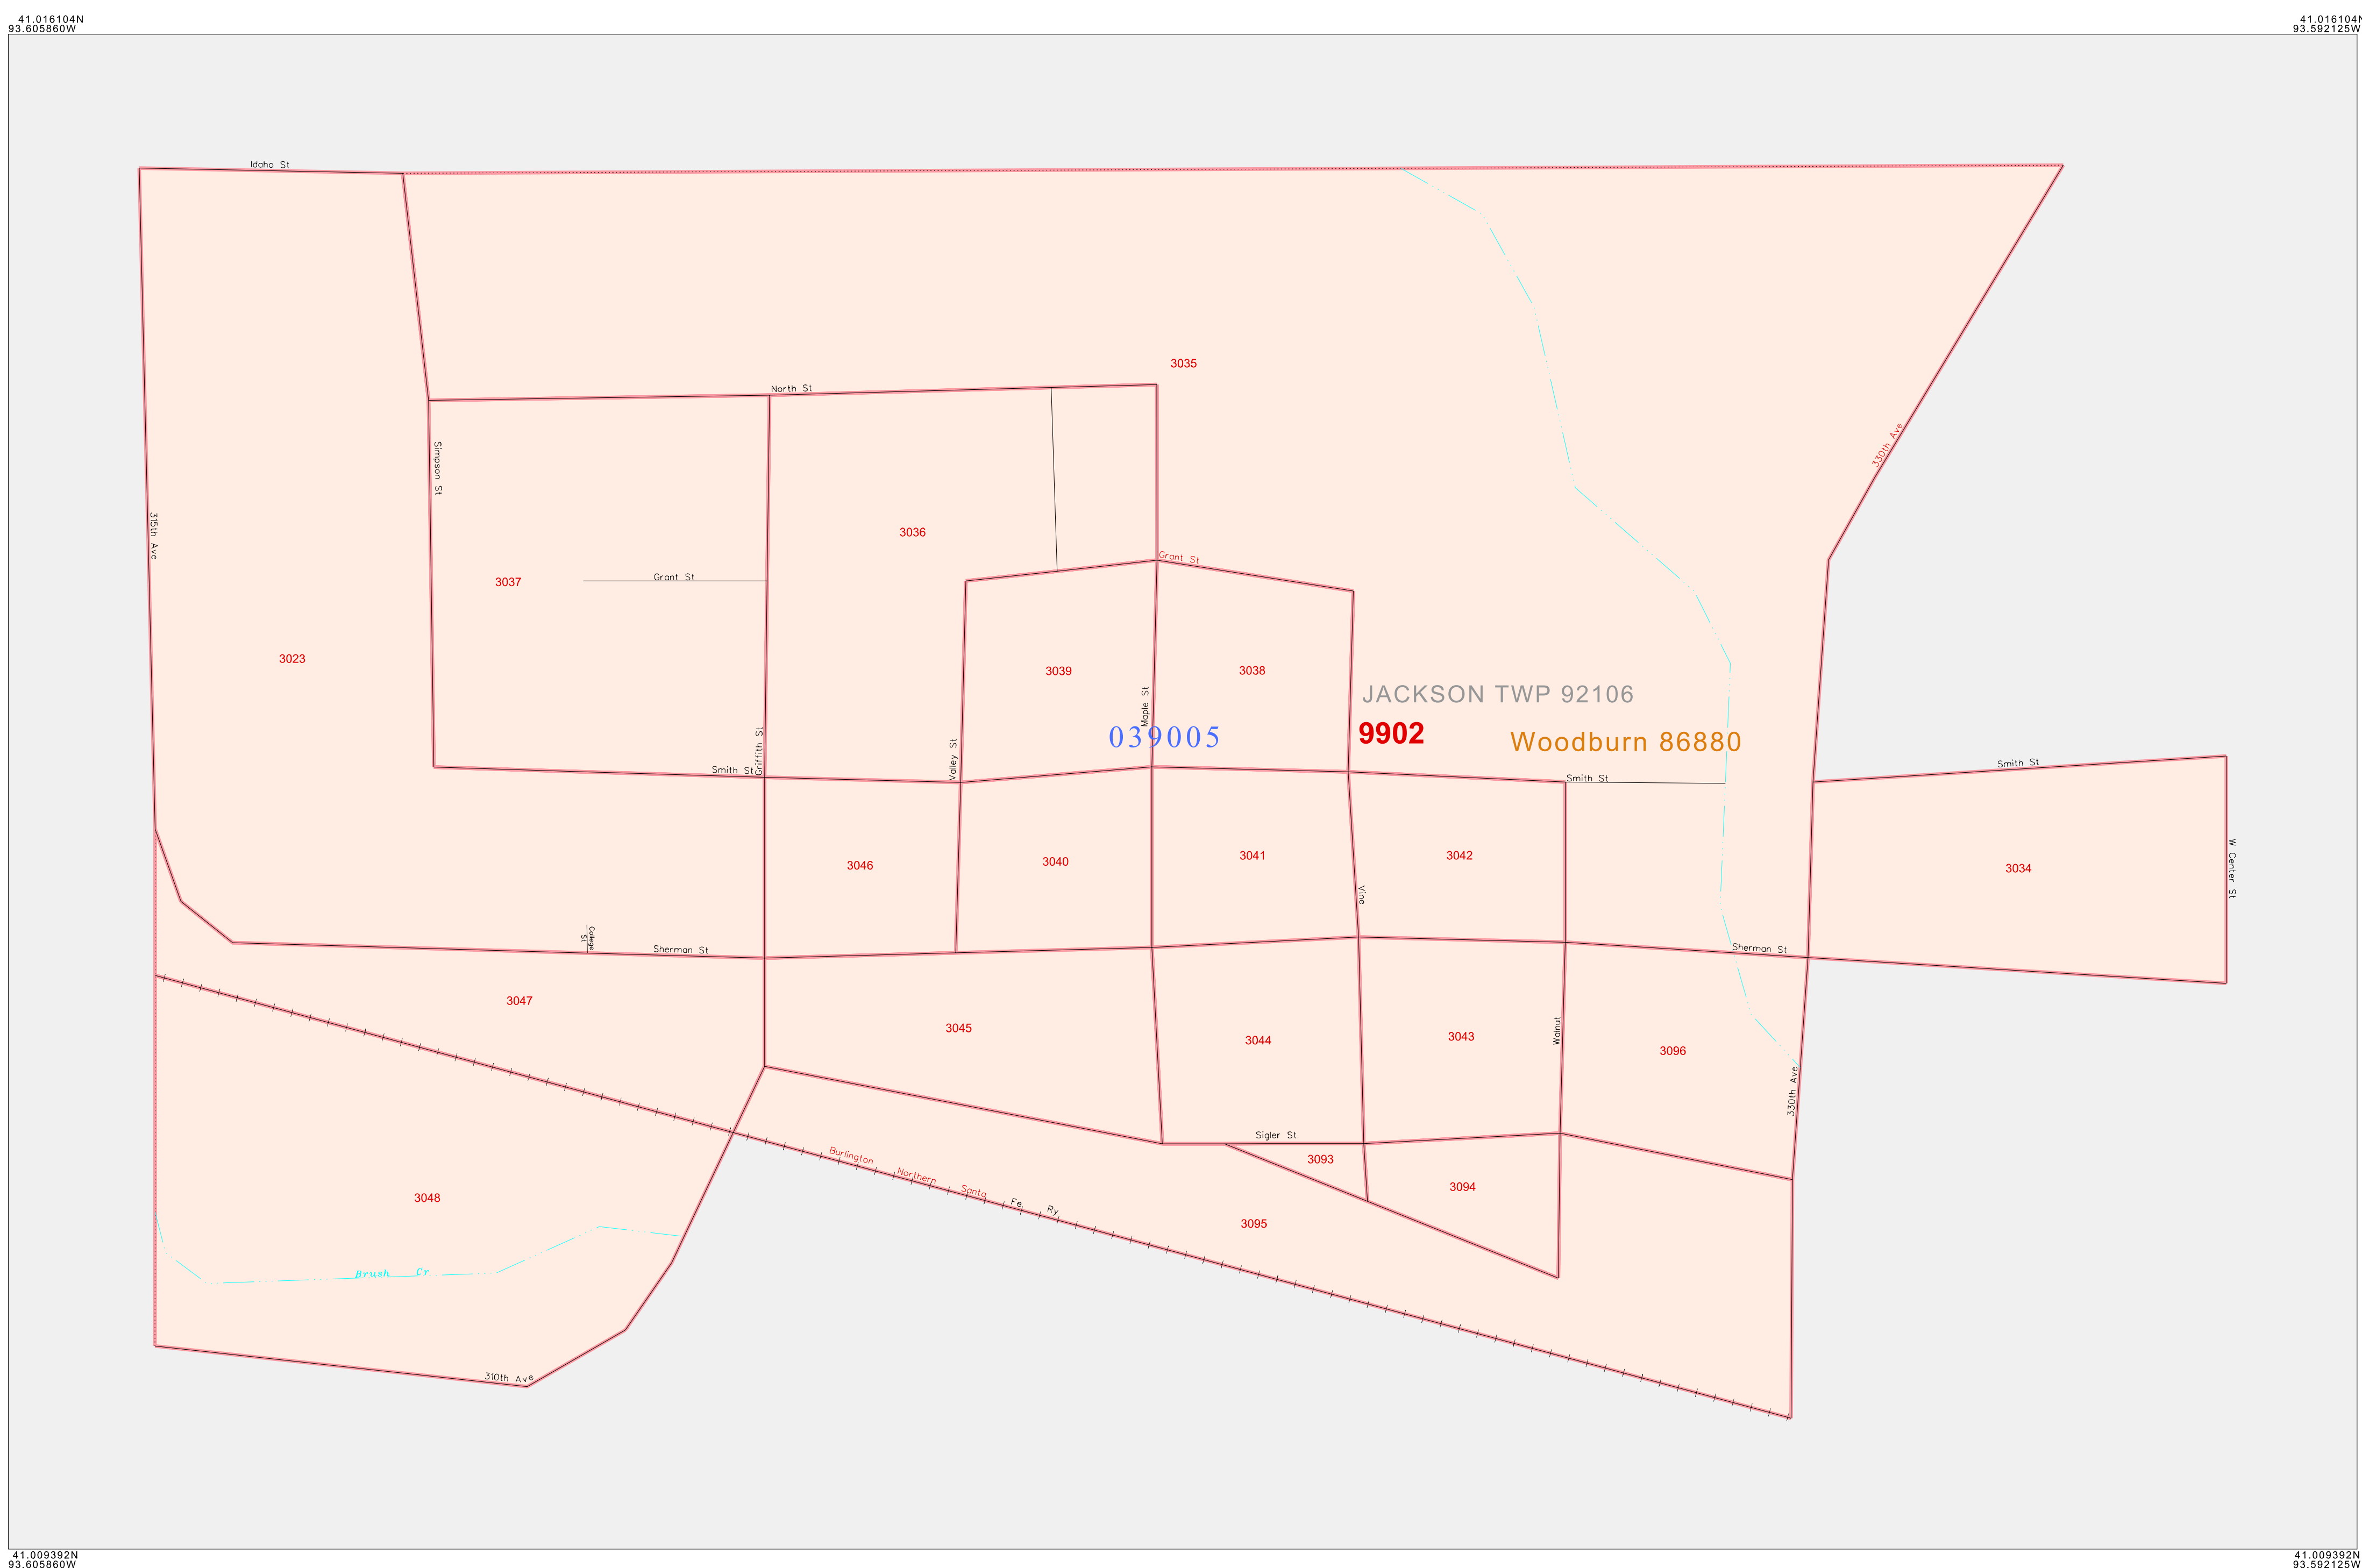 41.016104N
93.605860W
41.016104N
93.592125W
Idaho St
3035
North St
330th Ave
Simpson St
315th Ave
3036
Grant St
Grant St
3037
3023
3039
3038
Maple St
JACKSON TWP 92106
039005
9902
Woodburn 86880
Griffith St
Valley St
Smith St
Smith St
Smith St
3046
3040
3041
3042
3034
Vine
W Center St
College
St
Sherman St
Sherman St
3047
3045
3044
3043
Walnut
3096
330th Ave
Sigler St
3093
Burlington Northern Santa Fe Ry
3094
3048
3095
Brush Cr
310th Ave
41.009392N
93.605860W
41.009392N
93.592125W